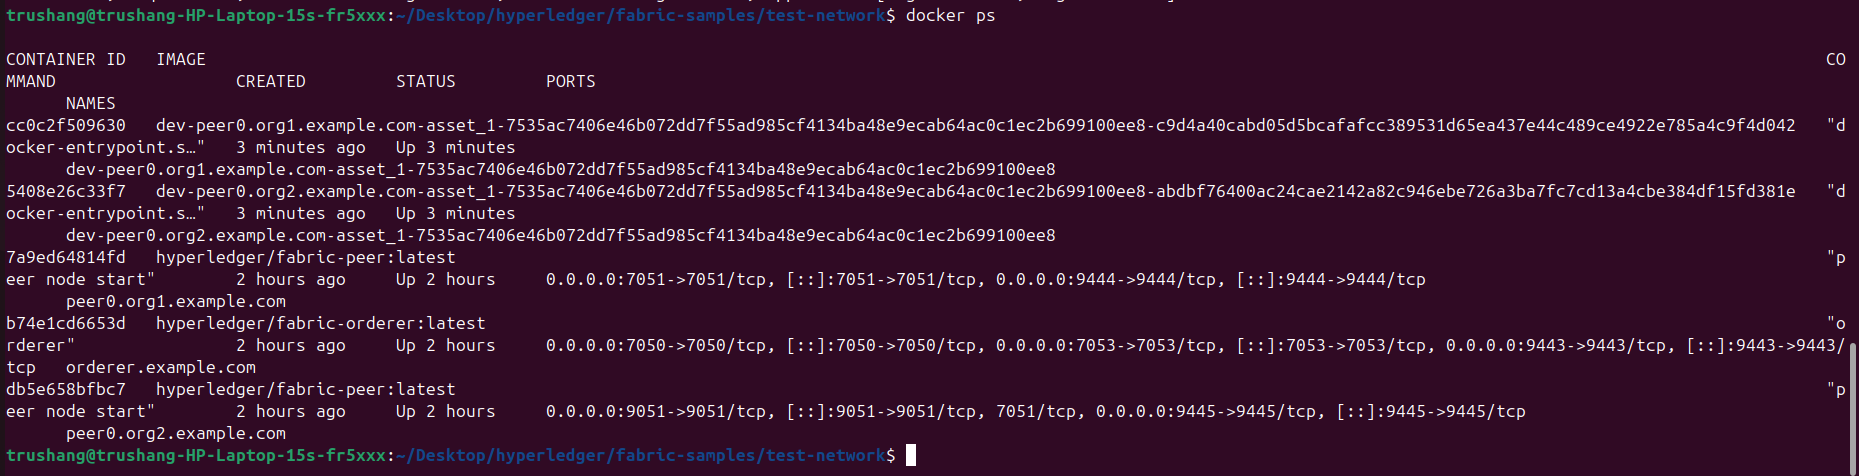 trushang@trushang-HP-Laptop-15s-fr5xxx:~/Desktop/hyperledger/fabric-samples/test-network$ docker ps
CONTAINER ID   IMAGE                                                                                                                                                                  CO
MMAND                  CREATED         STATUS         PORTS
      NAMES
cc0c2f509630   dev-peer0.org1.example.com-asset_1-7535ac7406e46b072dd7f55ad985cf4134ba48e9ecab64ac0c1ec2b699100ee8-c9d4a40cabd05d5bcafafcc389531d65ea437e44c489ce4922e785a4c9f4d042   "d
ocker-entrypoint.s…"   3 minutes ago   Up 3 minutes
      dev-peer0.org1.example.com-asset_1-7535ac7406e46b072dd7f55ad985cf4134ba48e9ecab64ac0c1ec2b699100ee8
5408e26c33f7   dev-peer0.org2.example.com-asset_1-7535ac7406e46b072dd7f55ad985cf4134ba48e9ecab64ac0c1ec2b699100ee8-abdbf76400ac24cae2142a82c946ebe726a3ba7fc7cd13a4cbe384df15fd381e   "d
ocker-entrypoint.s…"   3 minutes ago   Up 3 minutes
      dev-peer0.org2.example.com-asset_1-7535ac7406e46b072dd7f55ad985cf4134ba48e9ecab64ac0c1ec2b699100ee8
7a9ed64814fd   hyperledger/fabric-peer:latest                                                                                                                                         "p
eer node start"        2 hours ago     Up 2 hours     0.0.0.0:7051->7051/tcp, [::]:7051->7051/tcp, 0.0.0.0:9444->9444/tcp, [::]:9444->9444/tcp
      peer0.org1.example.com
b74e1cd6653d   hyperledger/fabric-orderer:latest                                                                                                                                      "o
rderer"                2 hours ago     Up 2 hours     0.0.0.0:7050->7050/tcp, [::]:7050->7050/tcp, 0.0.0.0:7053->7053/tcp, [::]:7053->7053/tcp, 0.0.0.0:9443->9443/tcp, [::]:9443->9443/
tcp   orderer.example.com
db5e658bfbc7   hyperledger/fabric-peer:latest                                                                                                                                         "p
eer node start"        2 hours ago     Up 2 hours     0.0.0.0:9051->9051/tcp, [::]:9051->9051/tcp, 7051/tcp, 0.0.0.0:9445->9445/tcp, [::]:9445->9445/tcp
      peer0.org2.example.com
trushang@trushang-HP-Laptop-15s-fr5xxx:~/Desktop/hyperledger/fabric-samples/test-network$